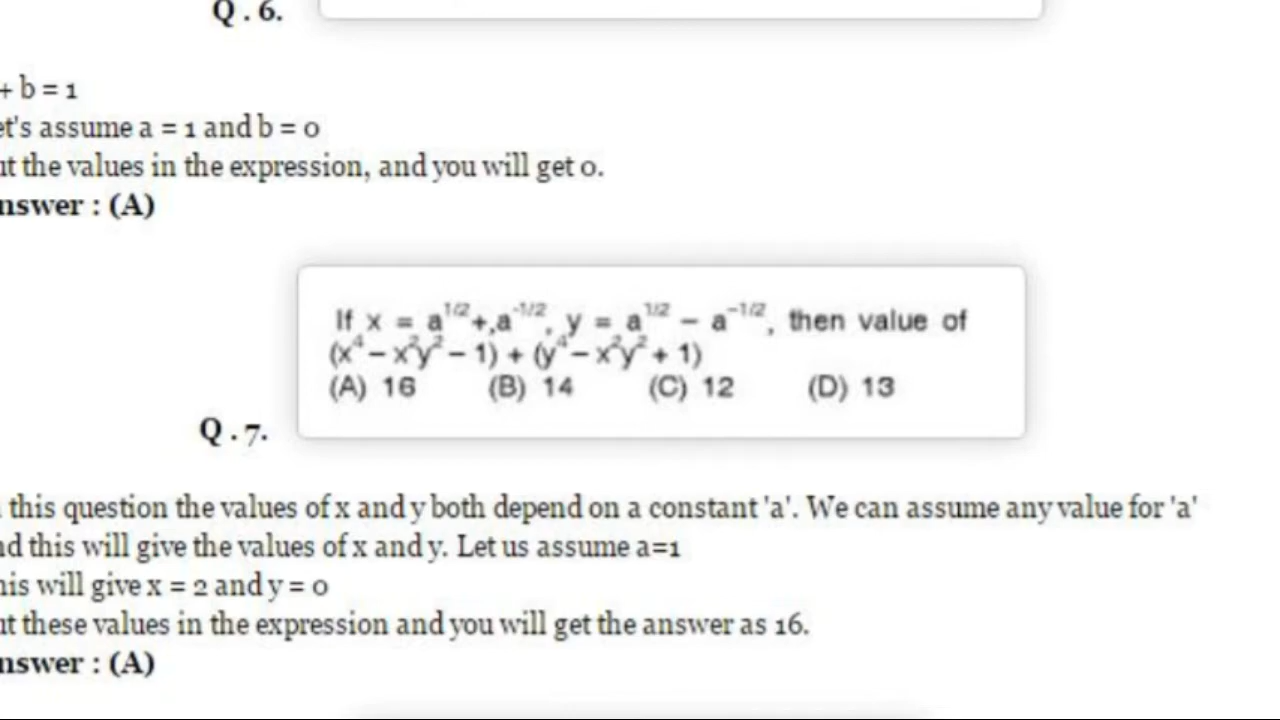 Q . 6.
+ b = 1
et's assume a = 1 and b = 0
ut the values in the expression, and you will get 0.
nswer : (A)
If x = a^1/2 +,a^-1/2, y = a^1/2 − a^−1/2, then value of
(x^4 − x^2y^2 − 1) + (y^4 − x^2y^2 + 1)
(A) 16 (B) 14 (C) 12 (D) 13
Q . 7.
this question the values of x and y both depend on a constant 'a'. We can assume any value for 'a'
nd this will give the values of x and y. Let us assume a=1
his will give x = 2 and y = 0
ut these values in the expression and you will get the answer as 16.
nswer : (A)